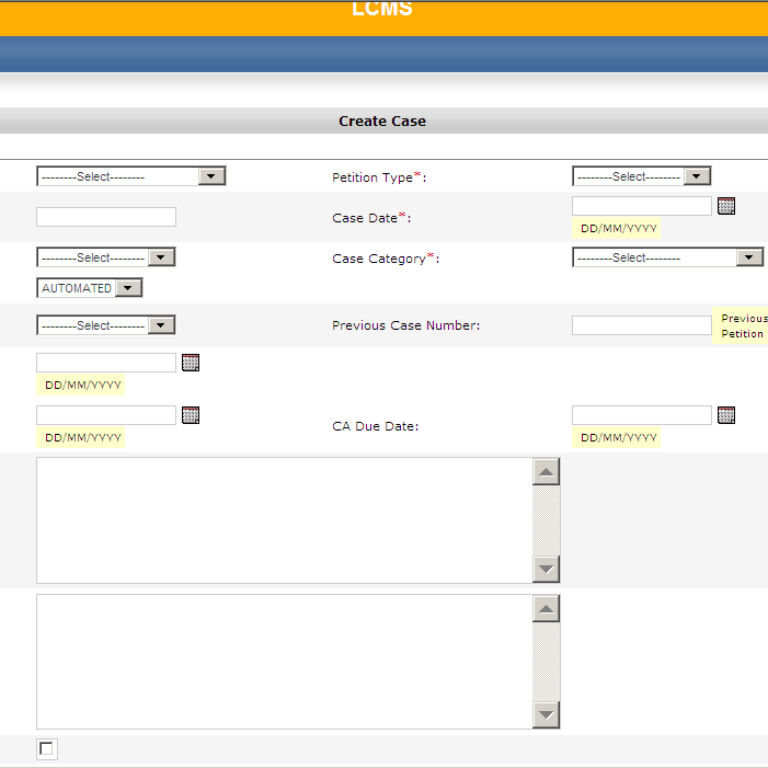 LCMS
Create Case
--------Select--------
Petition Type*:
--------Select--------
Case Date*:
DD/MM/YYYY
--------Select--------
Case Category*:
--------Select--------
AUTOMATED
--------Select--------
Previous Case Number:
Previous
Petition
DD/MM/YYYY
DD/MM/YYYY
CA Due Date:
DD/MM/YYYY